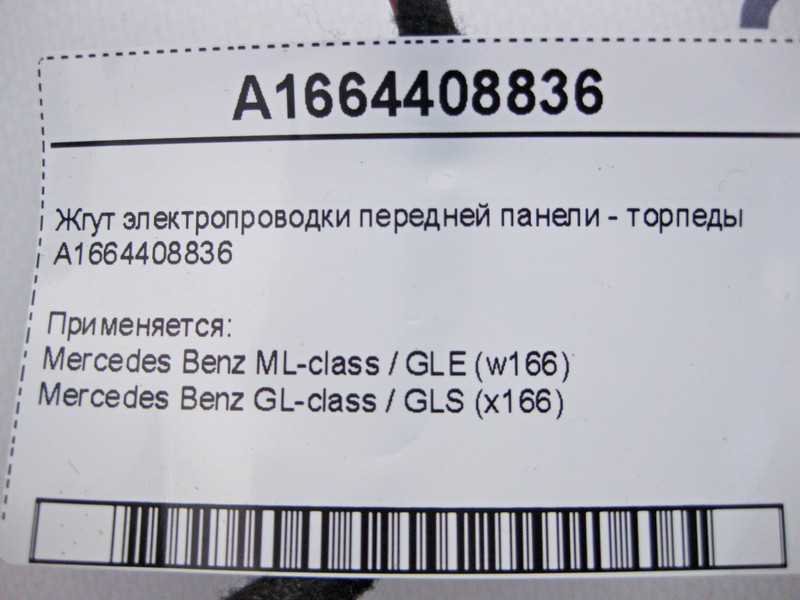 A1664408836
Жгут электропроводки передней панели - торпеды
A1664408836
Применяется:
Mercedes Benz ML-class / GLE (w166)
Mercedes Benz GL-class / GLS (x166)